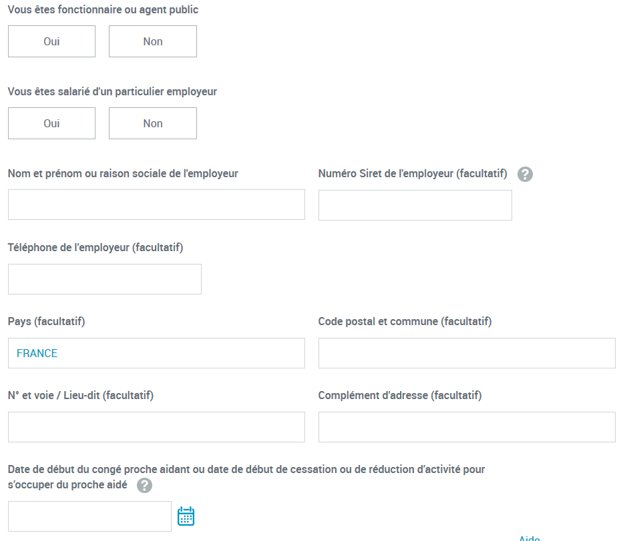 Vous êtes fonctionnaire ou agent public
Oui Non
Vous êtes salarié d'un particulier employeur
Oui Non
Nom et prénom ou raison sociale de l'employeur
Numéro Siret de l'employeur (facultatif) ?
Téléphone de l'employeur (facultatif)
Pays (facultatif)
Code postal et commune (facultatif)
FRANCE
N° et voie / Lieu-dit (facultatif)
Complément d'adresse (facultatif)
Date de début du congé proche aidant ou date de début de cessation ou de réduction d'activité pour
s'occuper du proche aidé ?
Aide